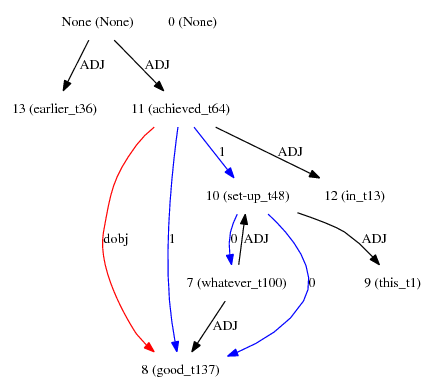 None (None) 0 (None)
ADJ ADJ
13 (earlier_t36) 11 (achieved_t64)
1 ADJ
10 (set-up_t48) 12 (in_t13)
dobj 1 0 ADJ ADJ
7 (whatever_t100) 0 9 (this_t1)
ADJ
8 (good_t137)